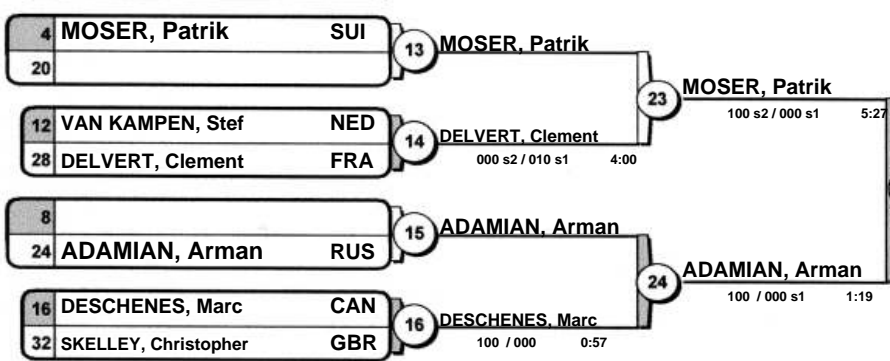 4 MOSER, Patrik SUI
20
13 MOSER, Patrik
12 VAN KAMPEN, Stef NED
28 DELVERT, Clement FRA
14 DELVERT, Clement
000 s2 / 010 s1 4:00
23 MOSER, Patrik
100 s2 / 000 s1 5:27
8
24 ADAMIAN, Arman RUS
15 ADAMIAN, Arman
16 DESCHENES, Marc CAN
32 SKELLEY, Christopher GBR
16 DESCHENES, Marc
100 / 000 0:57
24 ADAMIAN, Arman
100 / 000 s1 1:19